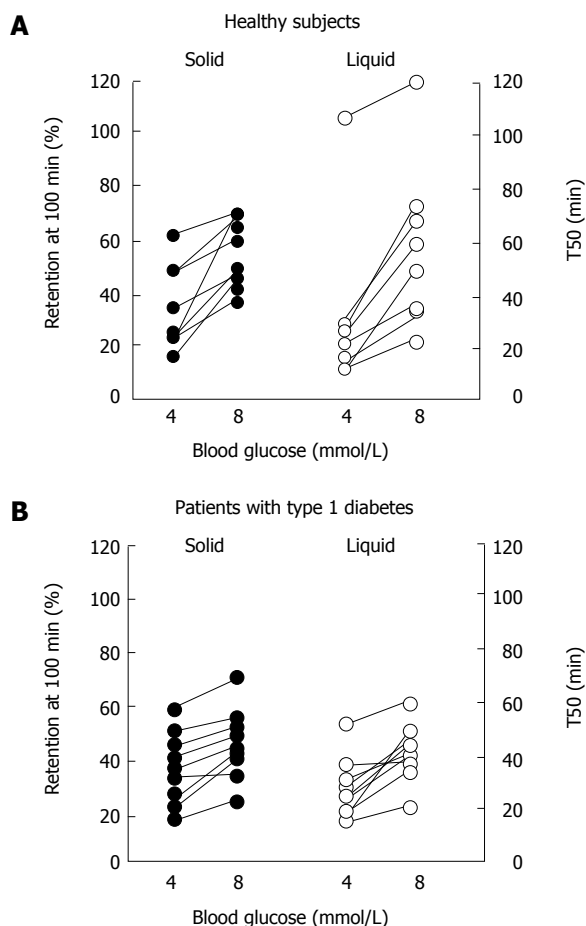 A
Healthy subjects
Solid Liquid
Retention at 100 min (%)
120
100
80
60
40
20
0
120
100
80
60
40
20
0
T50 (min)
4 8 4 8
Blood glucose (mmol/L)
B
Patients with type 1 diabetes
Solid Liquid
Retention at 100 min (%)
120
100
80
60
40
20
0
120
100
80
60
40
20
0
T50 (min)
4 8 4 8
Blood glucose (mmol/L)